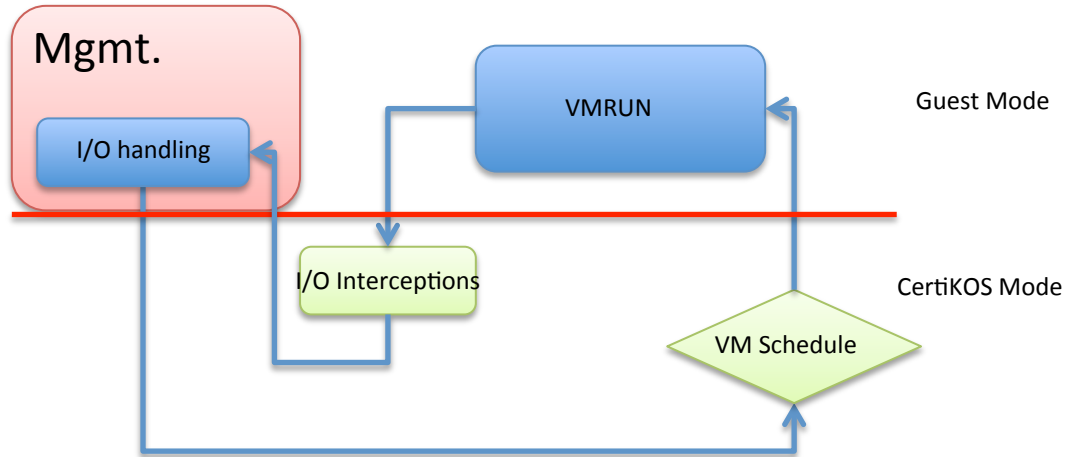 Mgmt.
I/O handling
VMRUN
Guest Mode
I/O Interceptions
CertiKOS Mode
VM Schedule